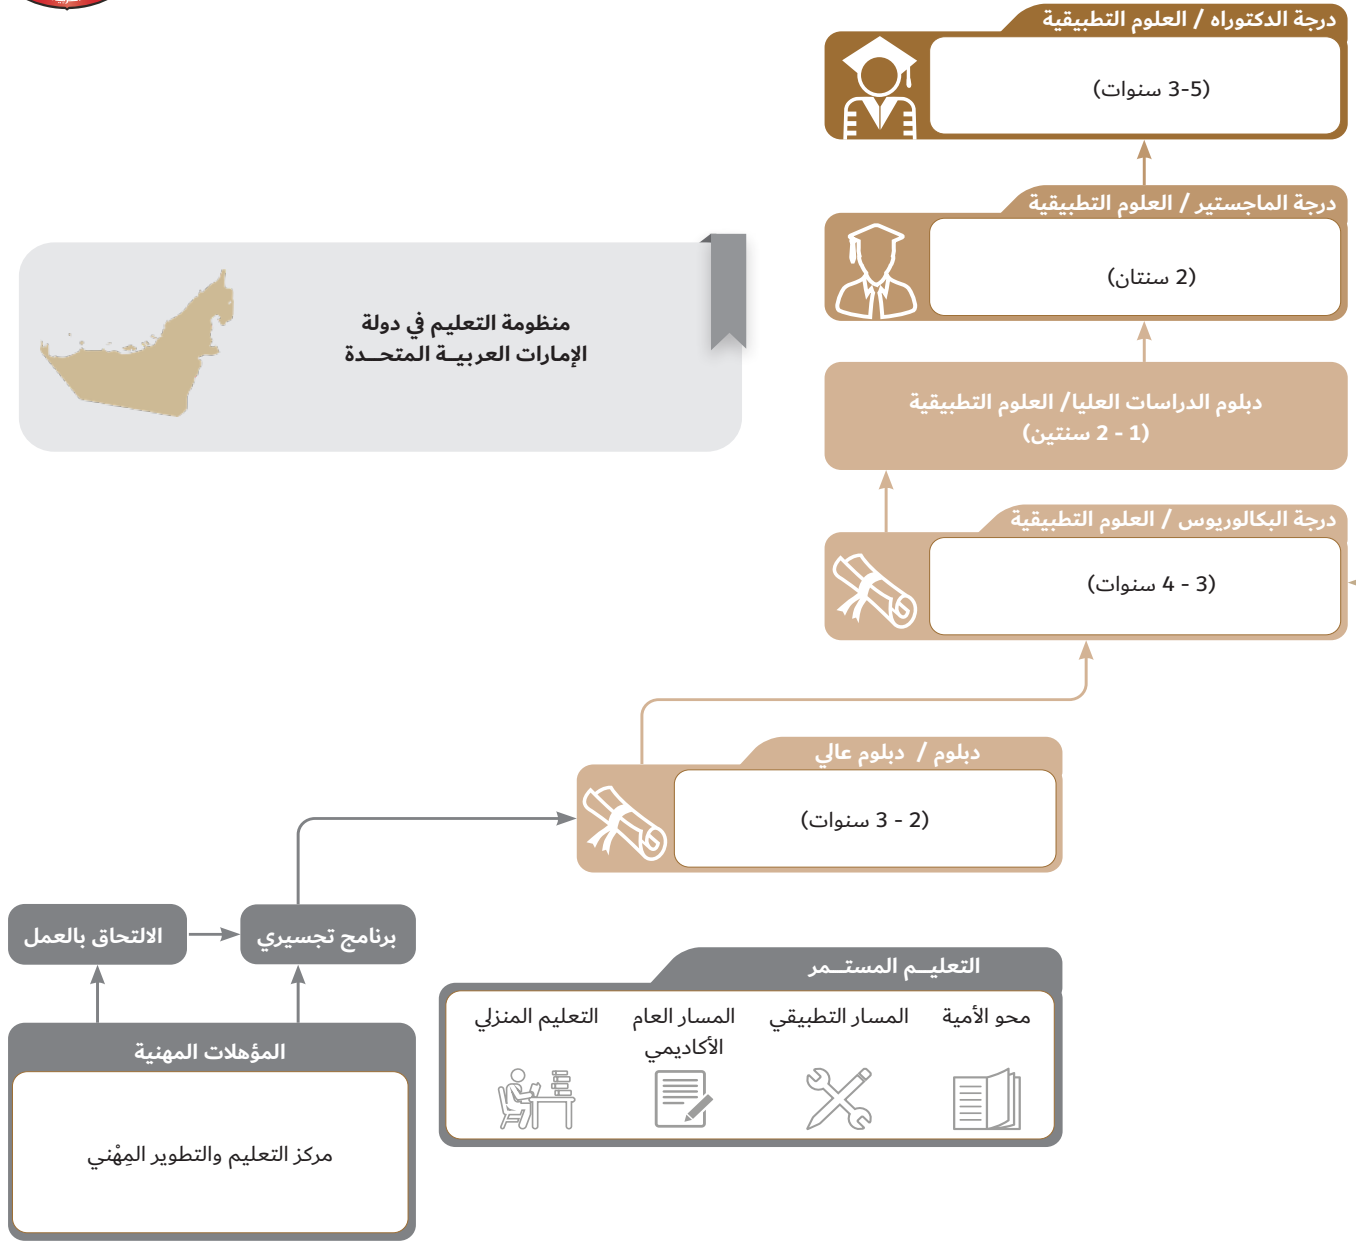 درجة الدكتوراه / العلوم التطبيقية
(3-5 سنوات)
درجة الماجستير / العلوم التطبيقية
(2 سنتان)
منظومة التعليم في دولة
الإمارات العربيــة المتحــدة
دبلوم الدراسات العليا/ العلوم التطبيقية
(1 - 2 سنتين)
درجة البكالوريوس / العلوم التطبيقية
(3 - 4 سنوات)
دبلوم / دبلوم عالي
(2 - 3 سنوات)
برنامج تجسيري
الالتحاق بالعمل
التعليــم المستــمر
محو الأمية
المسار التطبيقي
المسار العام
الأكاديمي
التعليم المنزلي
المؤهلات المهنية
مركز التعليم والتطوير المِهْني